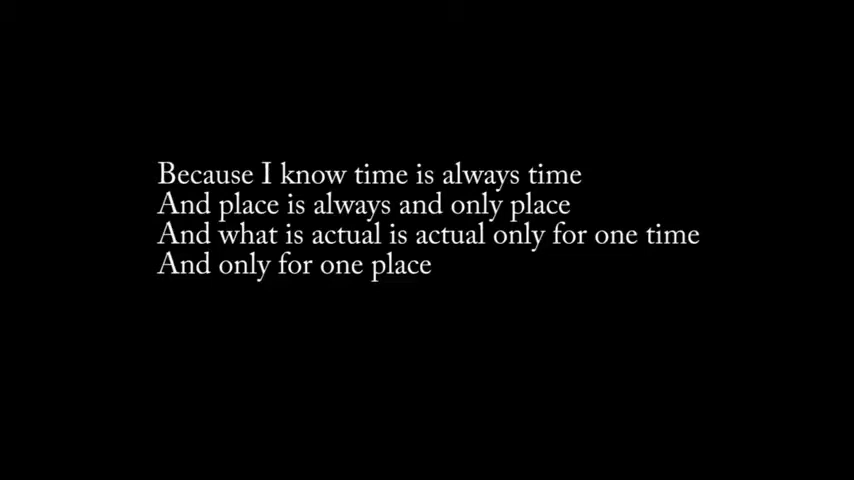 Because I know time is always time
And place is always and only place
And what is actual is actual only for one time
And only for one place